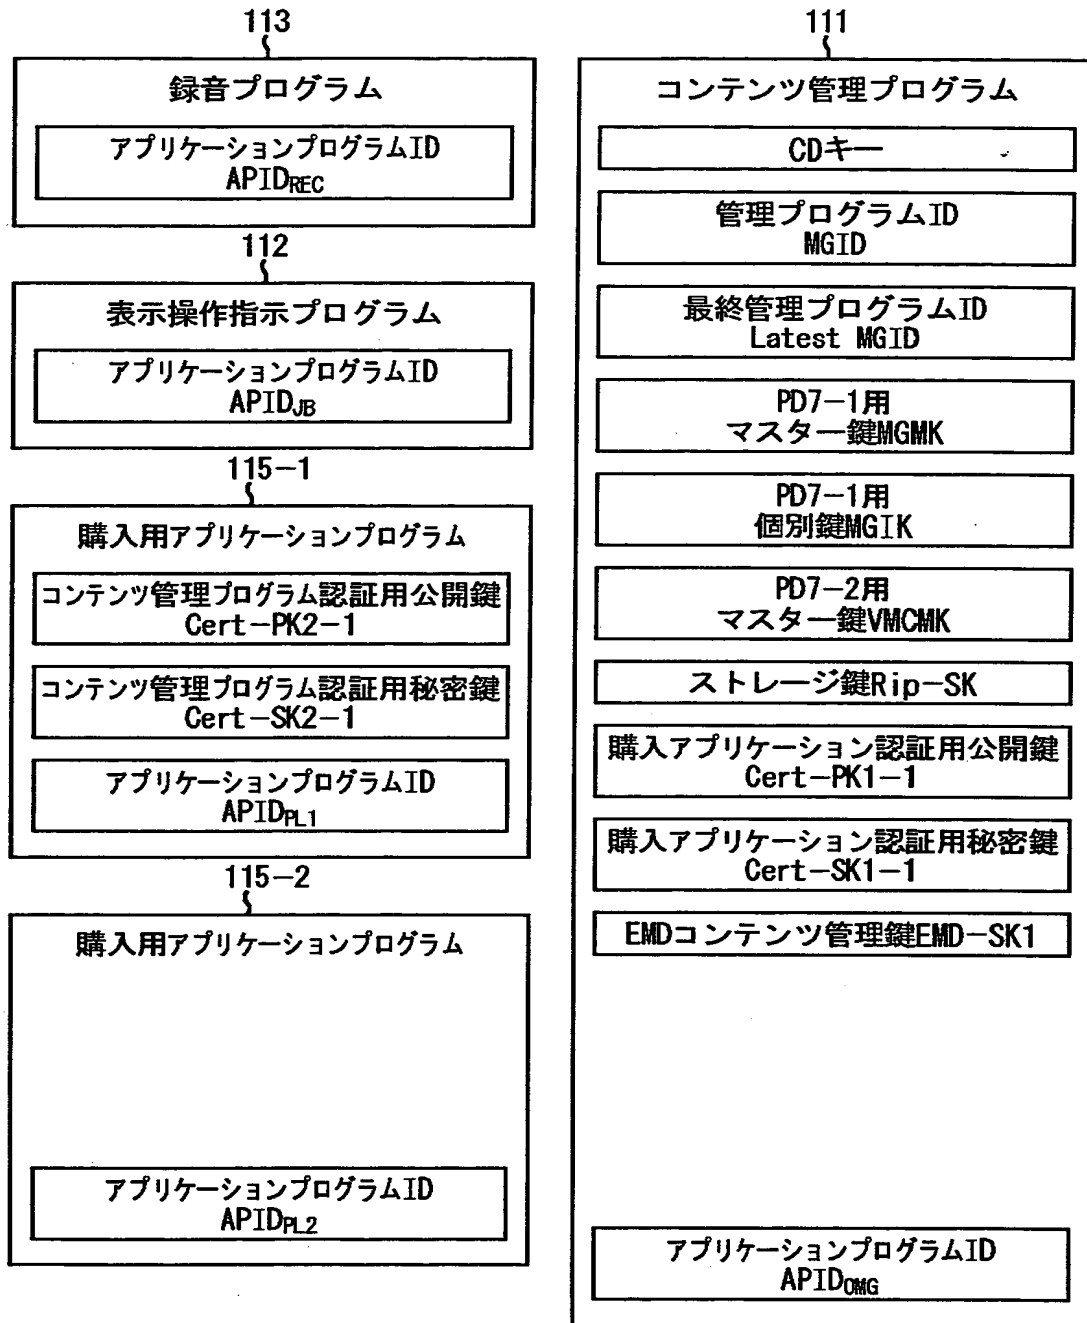 113
録音プログラム
アプリケーションプログラムID
APIDREC
112
表示操作指示プログラム
アプリケーションプログラムID
APIDJB
115-1
購入用アプリケーションプログラム
コンテンツ管理プログラム認証用公開鍵
Cert-PK2-1
コンテンツ管理プログラム認証用秘密鍵
Cert-SK2-1
アプリケーションプログラムID
APIDPL1
115-2
購入用アプリケーションプログラム
アプリケーションプログラムID
APIDPL2
111
コンテンツ管理プログラム
CDキー
管理プログラムID
MGID
最終管理プログラムID
Latest MGID
PD7-1用
マスター鍵MGMK
PD7-1用
個別鍵MGIK
PD7-2用
マスター鍵VMCMK
ストレージ鍵Rip-SK
購入アプリケーション認証用公開鍵
Cert-PK1-1
購入アプリケーション認証用秘密鍵
Cert-SK1-1
EMDコンテンツ管理鍵EMD-SK1
アプリケーションプログラムID
APIDOMG